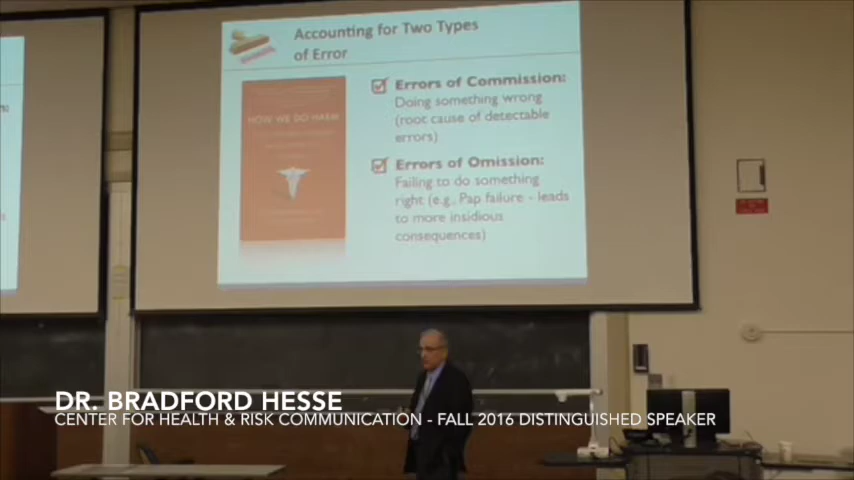 Accounting for Two Types
of Error
HOW WE DO HARM
Errors of Commission:
Doing something wrong
(root cause of detectable
errors)
Errors of Omission:
Failing to do something
right (e.g., Pap failure - leads
to more insidious
consequences)
DR. BRADFORD HESSE
CENTER FOR HEALTH & RISK COMMUNICATION - FALL 2016 DISTINGUISHED SPEAKER